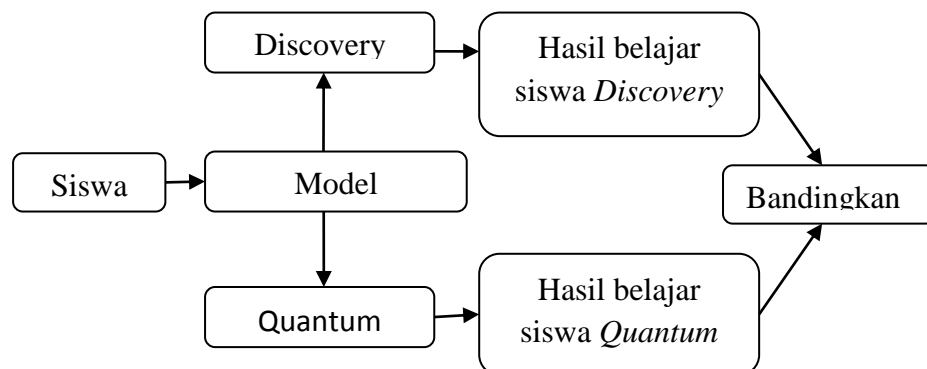 Discovery
Hasil belajar
siswa Discovery
Siswa
Model
Bandingkan
Quantum
Hasil belajar
siswa Quantum